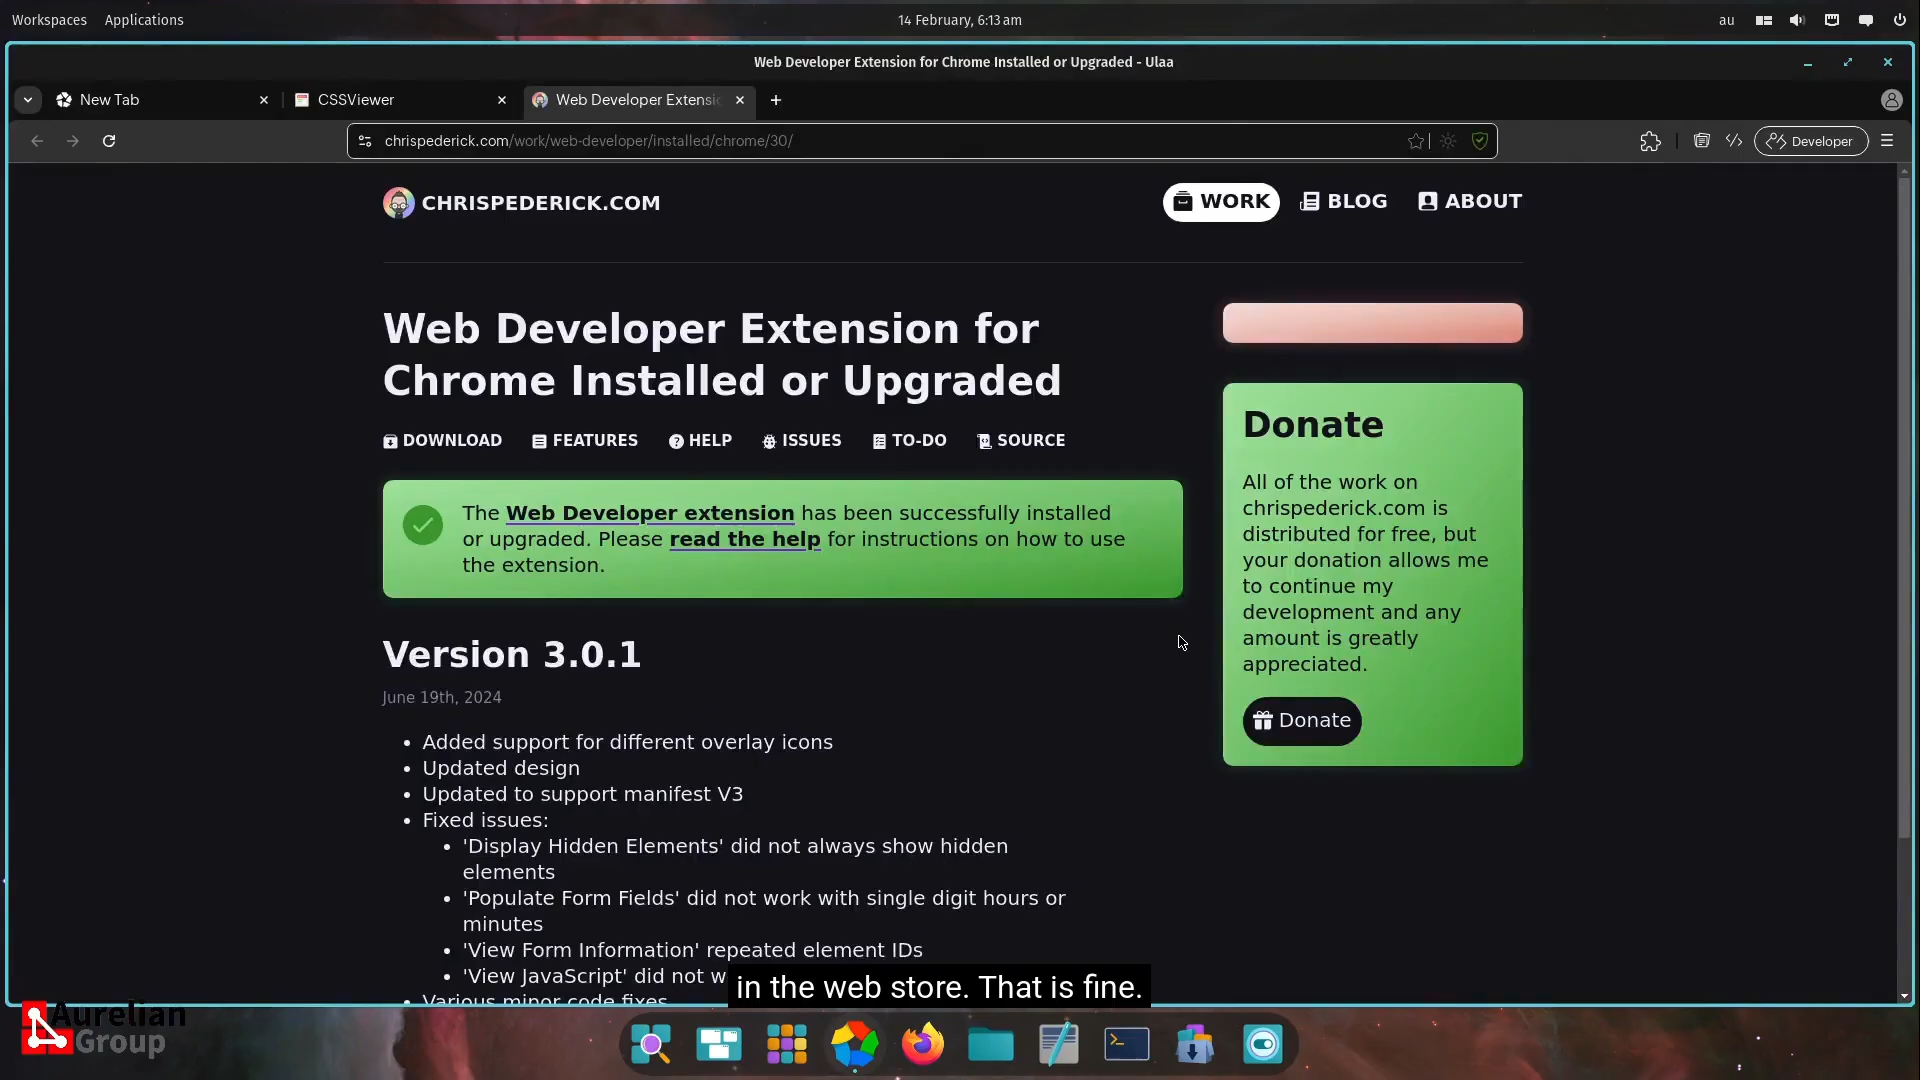 Workspaces Applications 14 February, 6:13 am au
Web Developer Extension for Chrome Installed or Upgraded - Ulaa
New Tab CSSViewer Web Developer Extensi
chrispederick.com/work/web-developer/installed/chrome/30/ Developer
CHRISPEDERICK.COM WORK BLOG ABOUT
Web Developer Extension for
Chrome Installed or Upgraded
DOWNLOAD FEATURES HELP ISSUES TO-DO SOURCE
The Web Developer extension has been successfully installed
or upgraded. Please read the help for instructions on how to use
the extension.
Version 3.0.1
June 19th, 2024
• Added support for different overlay icons
• Updated design
• Updated to support manifest V3
• Fixed issues:
• 'Display Hidden Elements' did not always show hidden
elements
• 'Populate Form Fields' did not work with single digit hours or
minutes
• 'View Form Information' repeated element IDs
• 'View JavaScript' did not w
• Various minor code fixes
Donate
All of the work on
chrispederick.com is
distributed for free, but
your donation allows me
to continue my
development and any
amount is greatly
appreciated.
Donate
in the web store. That is fine.
Aurelian
Group